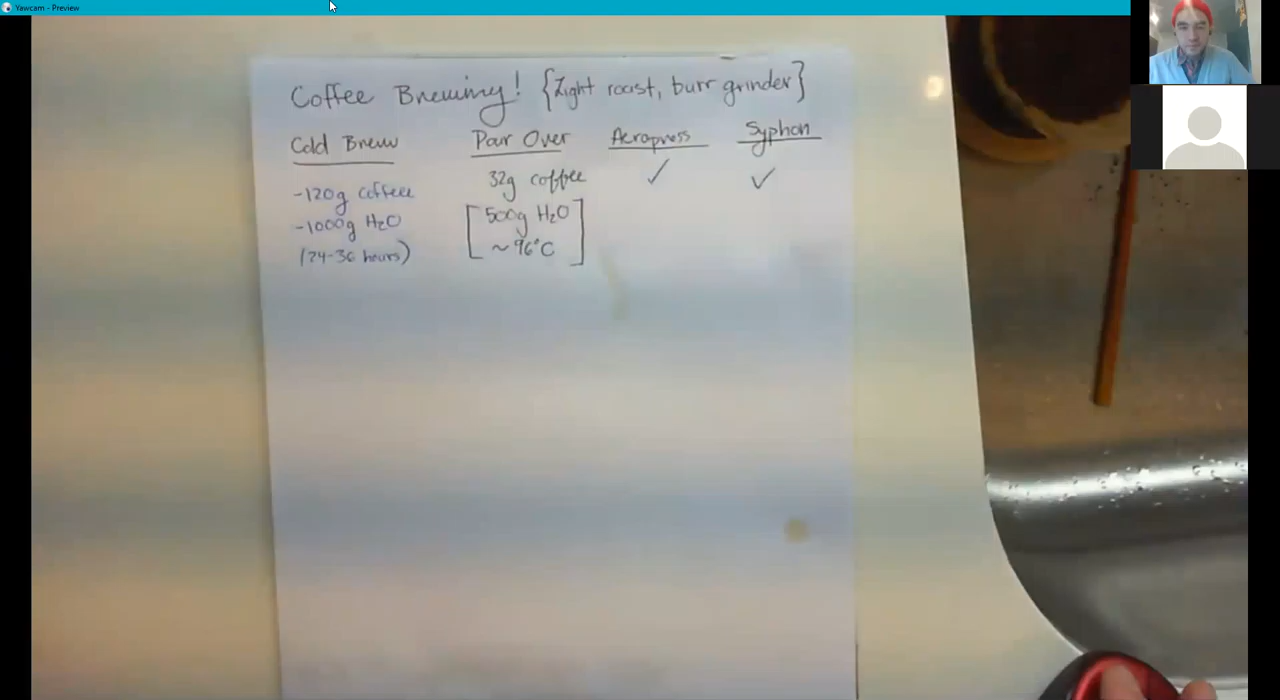 Yawcam - Preview
Coffee Brewing! {Light roast, burr grinder}
Cold Brew
-120g coffeee
-1000g H2O
(24-36 hours)
Pour Over
32g coffee
[500g H2O
~96°C]
Aeropress
✓
Syphon
✓